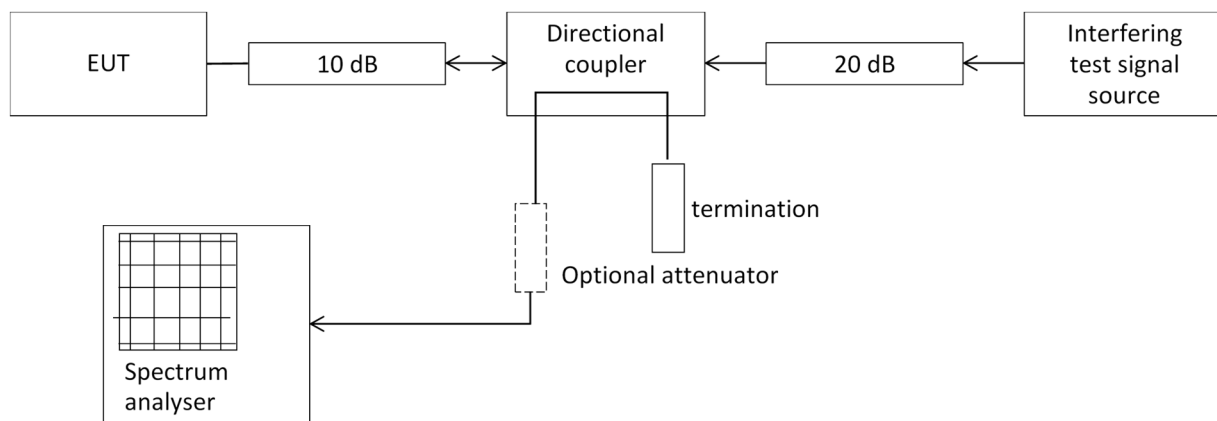 EUT
10 dB
Directional
coupler
20 dB
Interfering
test signal
source
termination
Optional attenuator
Spectrum
analyser